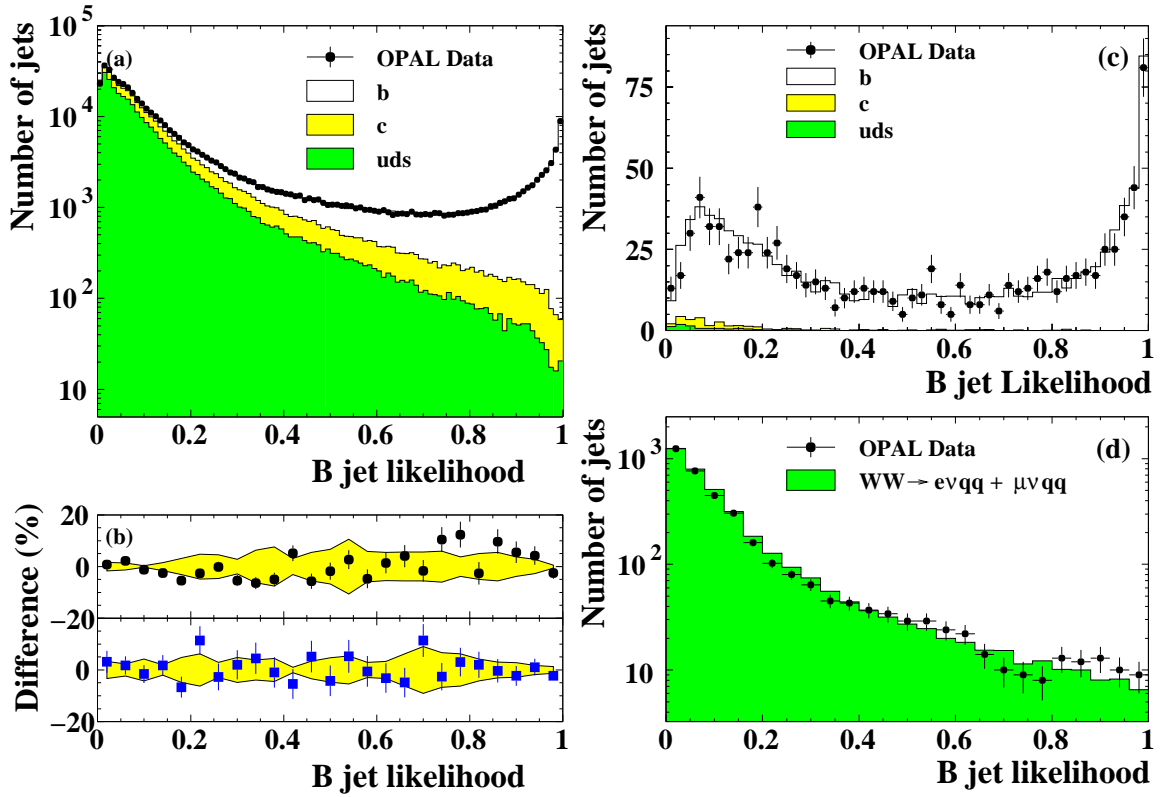 (a)
OPAL Data
b
c
uds
Number of jets
10^5
10^4
10^3
10^2
10
0 0.2 0.4 0.6 0.8 1
B jet likelihood
(b)
Difference (%)
20
0
−20
20
0
−20
0 0.2 0.4 0.6 0.8 1
B jet likelihood
(c)
OPAL Data
b
c
uds
Number of jets
75
50
25
0
0 0.2 0.4 0.6 0.8 1
B jet Likelihood
(d)
OPAL Data
WW→ eνqq + μνqq
Number of jets
10^3
10^2
10
0 0.2 0.4 0.6 0.8 1
B jet likelihood